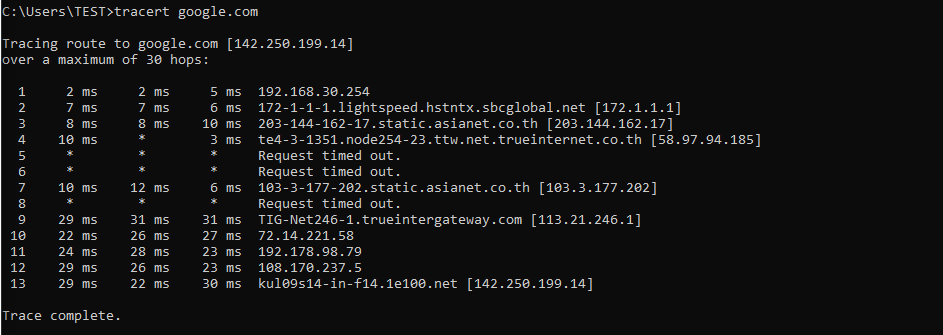 C:\Users\TEST>tracert google.com
Tracing route to google.com [142.250.199.14]
over a maximum of 30 hops:
1 2 ms 2 ms 5 ms 192.168.30.254
2 7 ms 7 ms 6 ms 172-1-1-1.lightspeed.hstntx.sbcglobal.net [172.1.1.1]
3 8 ms 8 ms 10 ms 203-144-162-17.static.asianet.co.th [203.144.162.17]
4 10 ms * 3 ms te4-3-1351.node254-23.ttw.net.trueinternet.co.th [58.97.94.185]
5 * * * Request timed out.
6 * * * Request timed out.
7 10 ms 12 ms 6 ms 103-3-177-202.static.asianet.co.th [103.3.177.202]
8 * * * Request timed out.
9 29 ms 31 ms 31 ms TIG-Net246-1.trueintergateway.com [113.21.246.1]
10 22 ms 26 ms 27 ms 72.14.221.58
11 24 ms 28 ms 23 ms 192.178.98.79
12 29 ms 26 ms 23 ms 108.170.237.5
13 29 ms 22 ms 30 ms kul09s14-in-f14.1e100.net [142.250.199.14]
Trace complete.